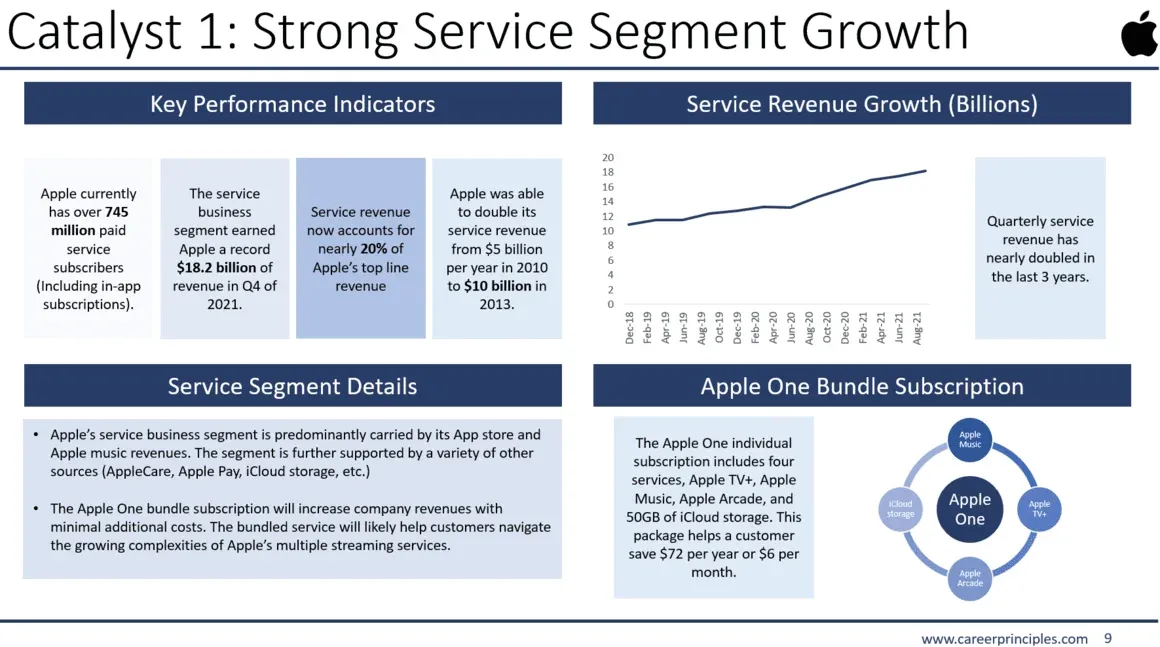 Catalyst 1: Strong Service Segment Growth
Key Performance Indicators
Apple currently
has over 745
million paid
service
subscribers
(Including in-app
subscriptions).
The service
business
segment earned
Apple a record
$18.2 billion of
revenue in Q4 of
2021.
Service revenue
now accounts for
nearly 20% of
Apple's top line
revenue
Apple was able
to double its
service revenue
from $5 billion
per year in 2010
to $10 billion in
2013.
Service Revenue Growth (Billions)
20
18
16
14
12
10
8
6
4
2
0
Dec-18
Feb-19
Apr-19
Jun-19
Aug-19
Oct-19
Dec-19
Feb-20
Apr-20
Jun-20
Aug-20
Oct-20
Dec-20
Feb-21
Apr-21
Jun-21
Aug-21
Quarterly service
revenue has
nearly doubled in
the last 3 years.
Service Segment Details
• Apple's service business segment is predominantly carried by its App store and
Apple music revenues. The segment is further supported by a variety of other
sources (AppleCare, Apple Pay, iCloud storage, etc.)
• The Apple One bundle subscription will increase company revenues with
minimal additional costs. The bundled service will likely help customers navigate
the growing complexities of Apple's multiple streaming services.
Apple One Bundle Subscription
The Apple One individual
subscription includes four
services, Apple TV+, Apple
Music, Apple Arcade, and
50GB of iCloud storage. This
package helps a customer
save $72 per year or $6 per
month.
Apple
Music
iCloud
storage
Apple
One
Apple
TV+
Apple
Arcade
www.careerprinciples.com 9